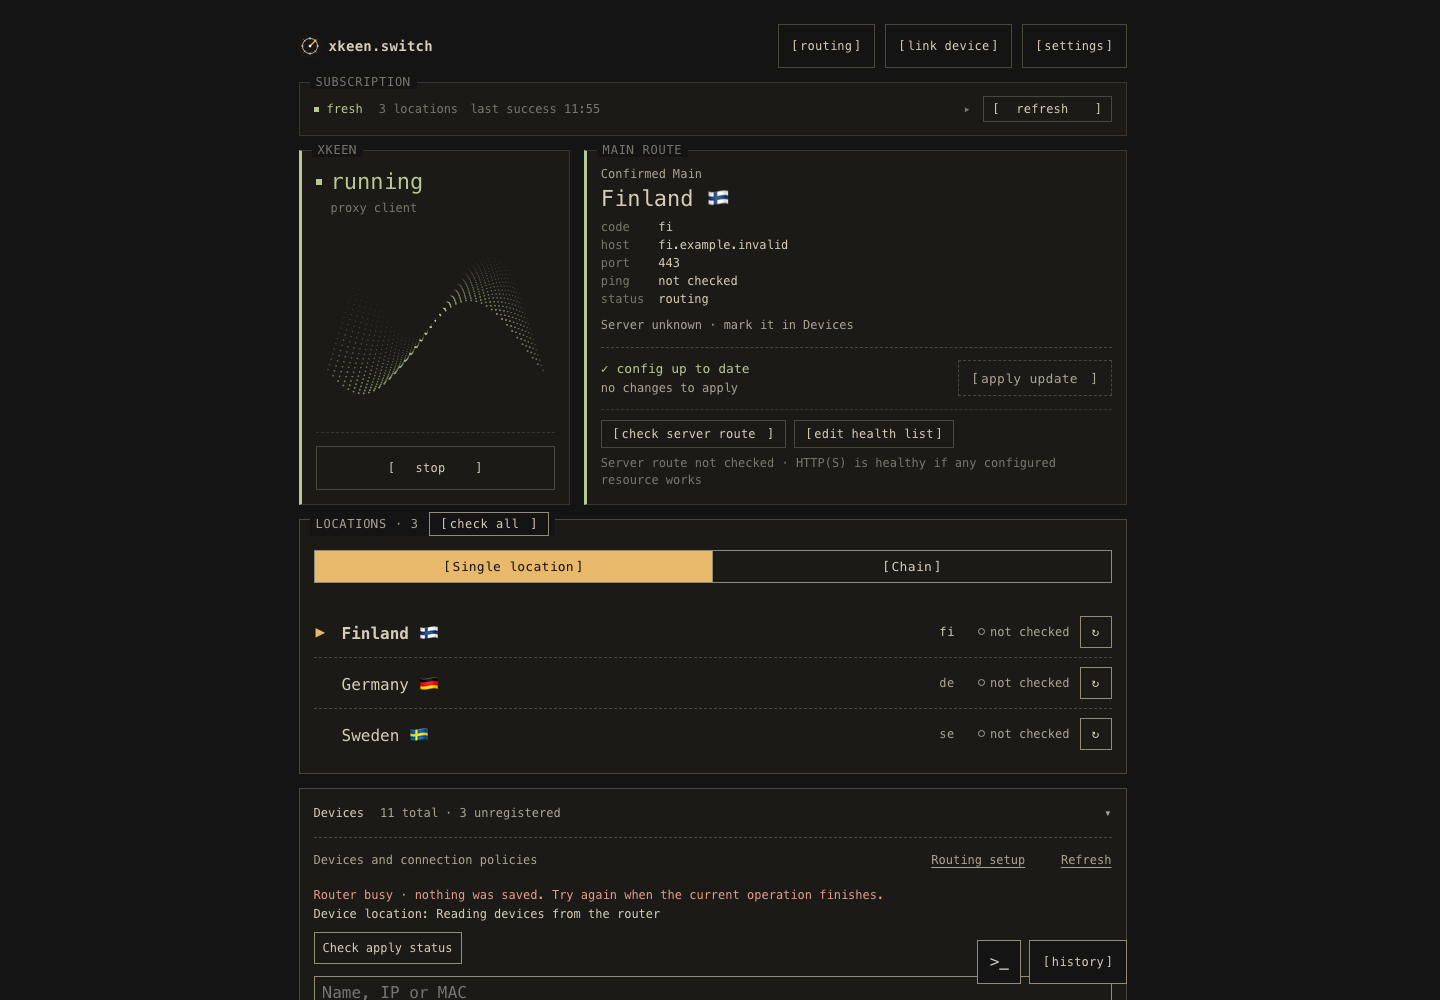 xkeen.switch
[routing] [link device] [settings]
SUBSCRIPTION
fresh 3 locations last success 11:55 ▸ [ refresh ]
XKEEN
running
proxy client
[ stop ]
MAIN ROUTE
Confirmed Main
Finland
code fi
host fi.example.invalid
port 443
ping not checked
status routing
Server unknown · mark it in Devices
✓ config up to date
no changes to apply
[apply update ]
[check server route ] [edit health list]
Server route not checked · HTTP(S) is healthy if any configured
resource works
LOCATIONS · 3 [check all ]
[Single location] [Chain]
▶ Finland fi ○ not checked ↻
Germany de ○ not checked ↻
Sweden se ○ not checked ↻
Devices 11 total · 3 unregistered ▾
Devices and connection policies Routing setup Refresh
Router busy · nothing was saved. Try again when the current operation finishes.
Device location: Reading devices from the router
Check apply status
>_ [history]
Name, IP or MAC